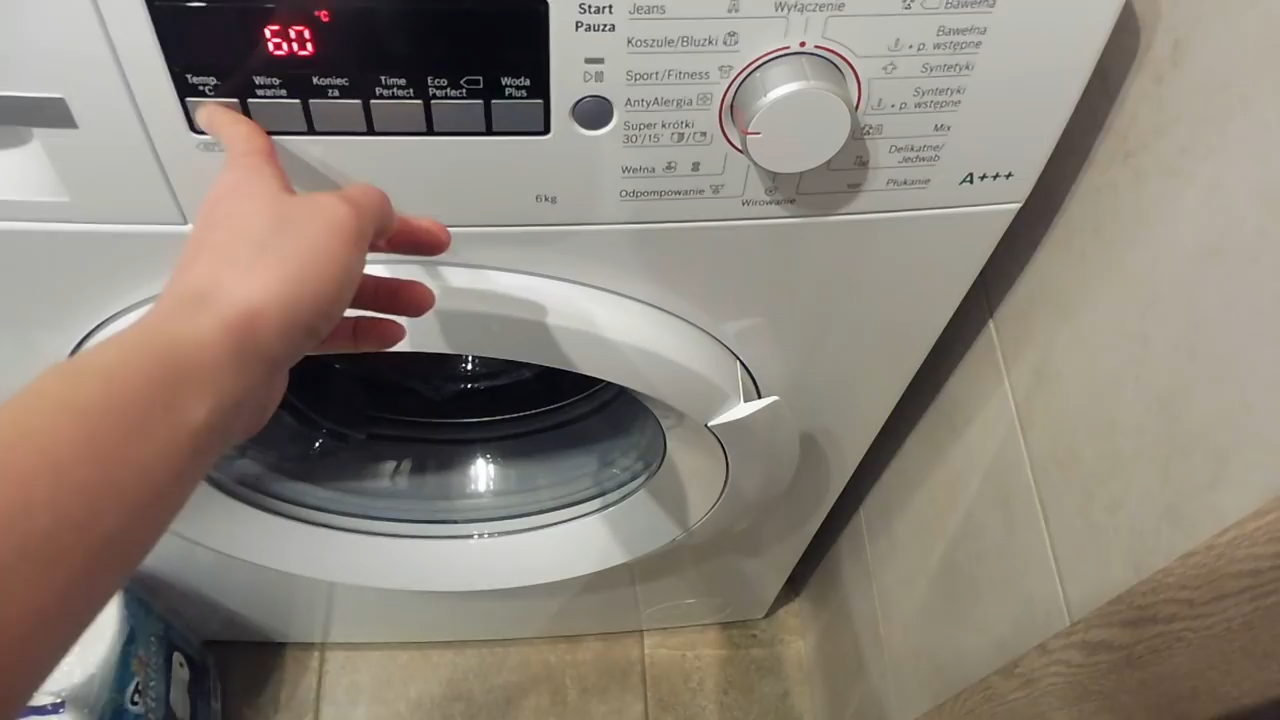 60 °C
Temp. °C
Wiro- wanie
Koniec za
Time Perfect
Eco Perfect
Woda Plus
Start
Pauza
6 kg
Jeans
Koszule/Bluzki
Sport/Fitness
AntyAlergia
Super krótki
30'/15'
Wełna
Odpompowanie
Wyłączenie
Wirowanie
Bawełna
Bawełna
+ p. wstępne
Syntetyki
Syntetyki
+ p. wstępne
Mix
Delikatne/
Jedwab
Płukanie
A+++